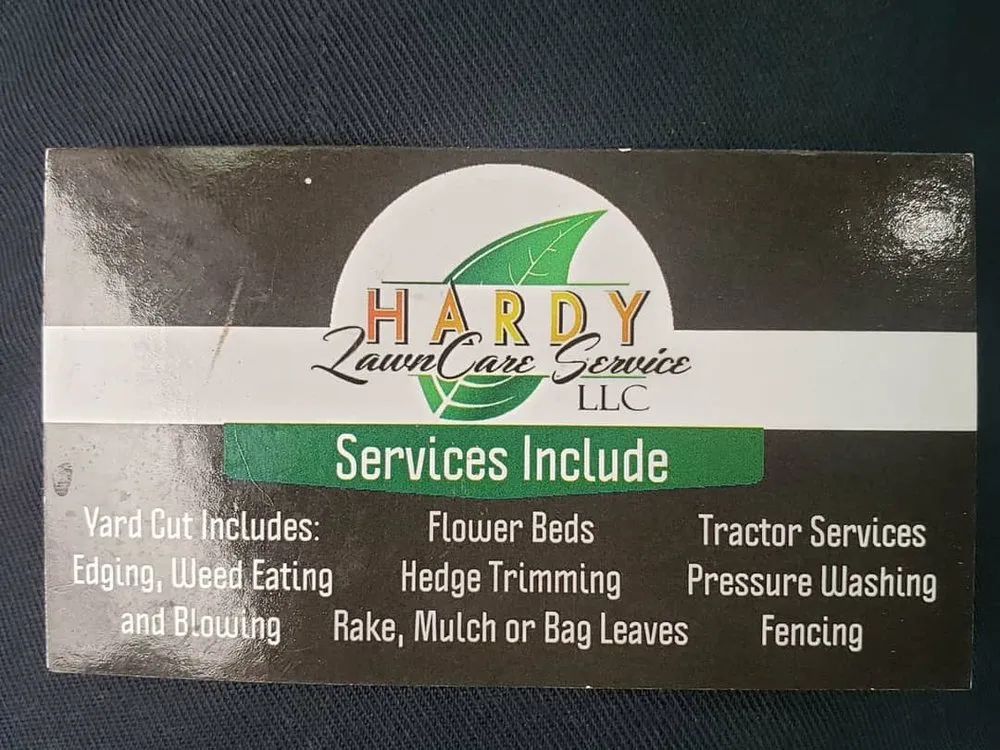 HARDY
LawnCare Service
LLC
Services Include
Yard Cut Includes:
Edging, Weed Eating
and Blowing
Flower Beds
Hedge Trimming
Rake, Mulch or Bag Leaves
Tractor Services
Pressure Washing
Fencing